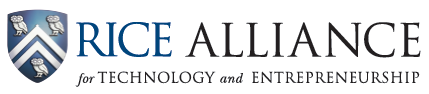 RICE ALLIANCE
for TECHNOLOGY and ENTREPRENEURSHIP